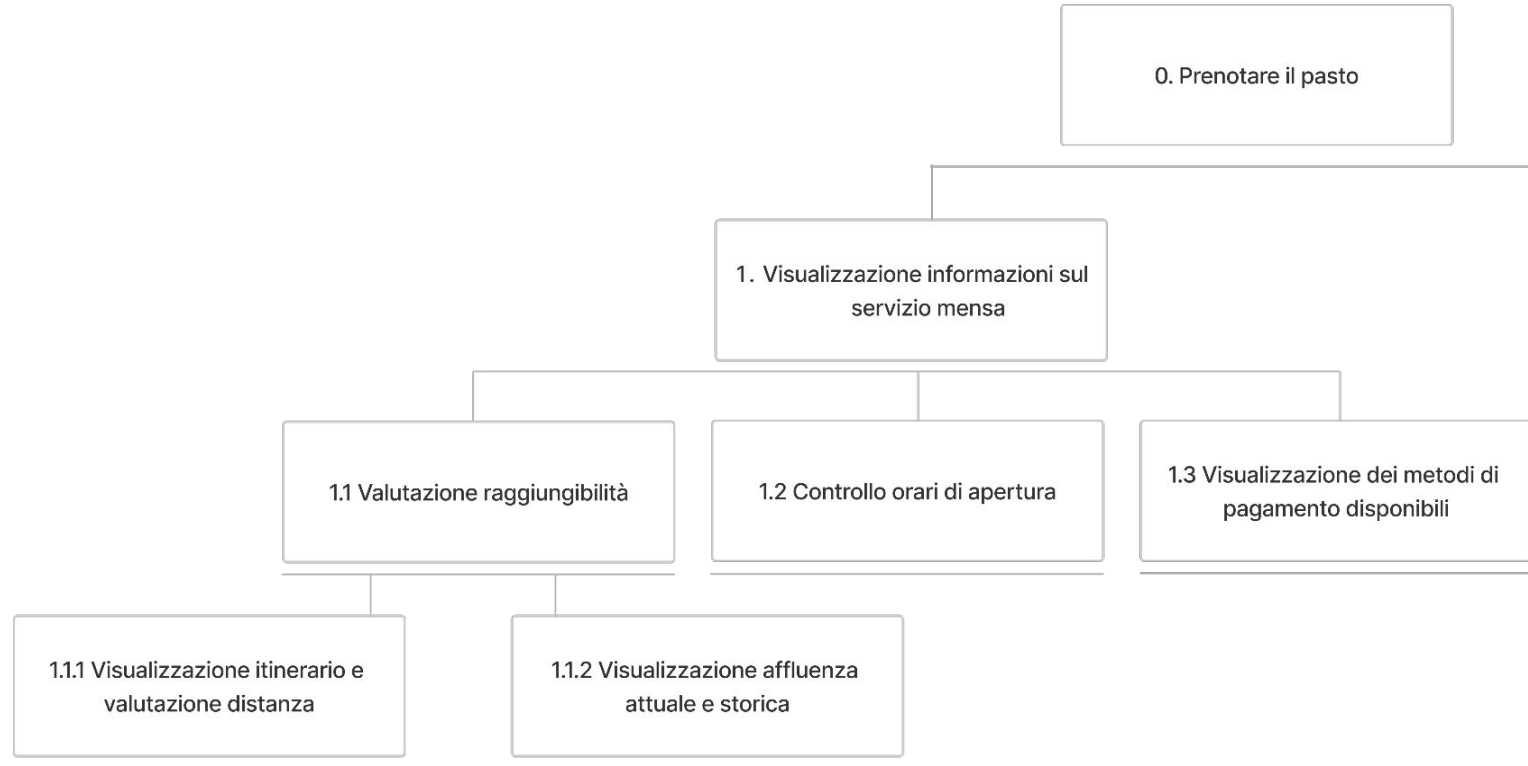 0. Prenotare il pasto
1. Visualizzazione informazioni sul
servizio mensa
1.1 Valutazione raggiungibilità
1.2 Controllo orari di apertura
1.3 Visualizzazione dei metodi di
pagamento disponibili
1.1.1 Visualizzazione itinerario e
valutazione distanza
1.1.2 Visualizzazione affluenza
attuale e storica